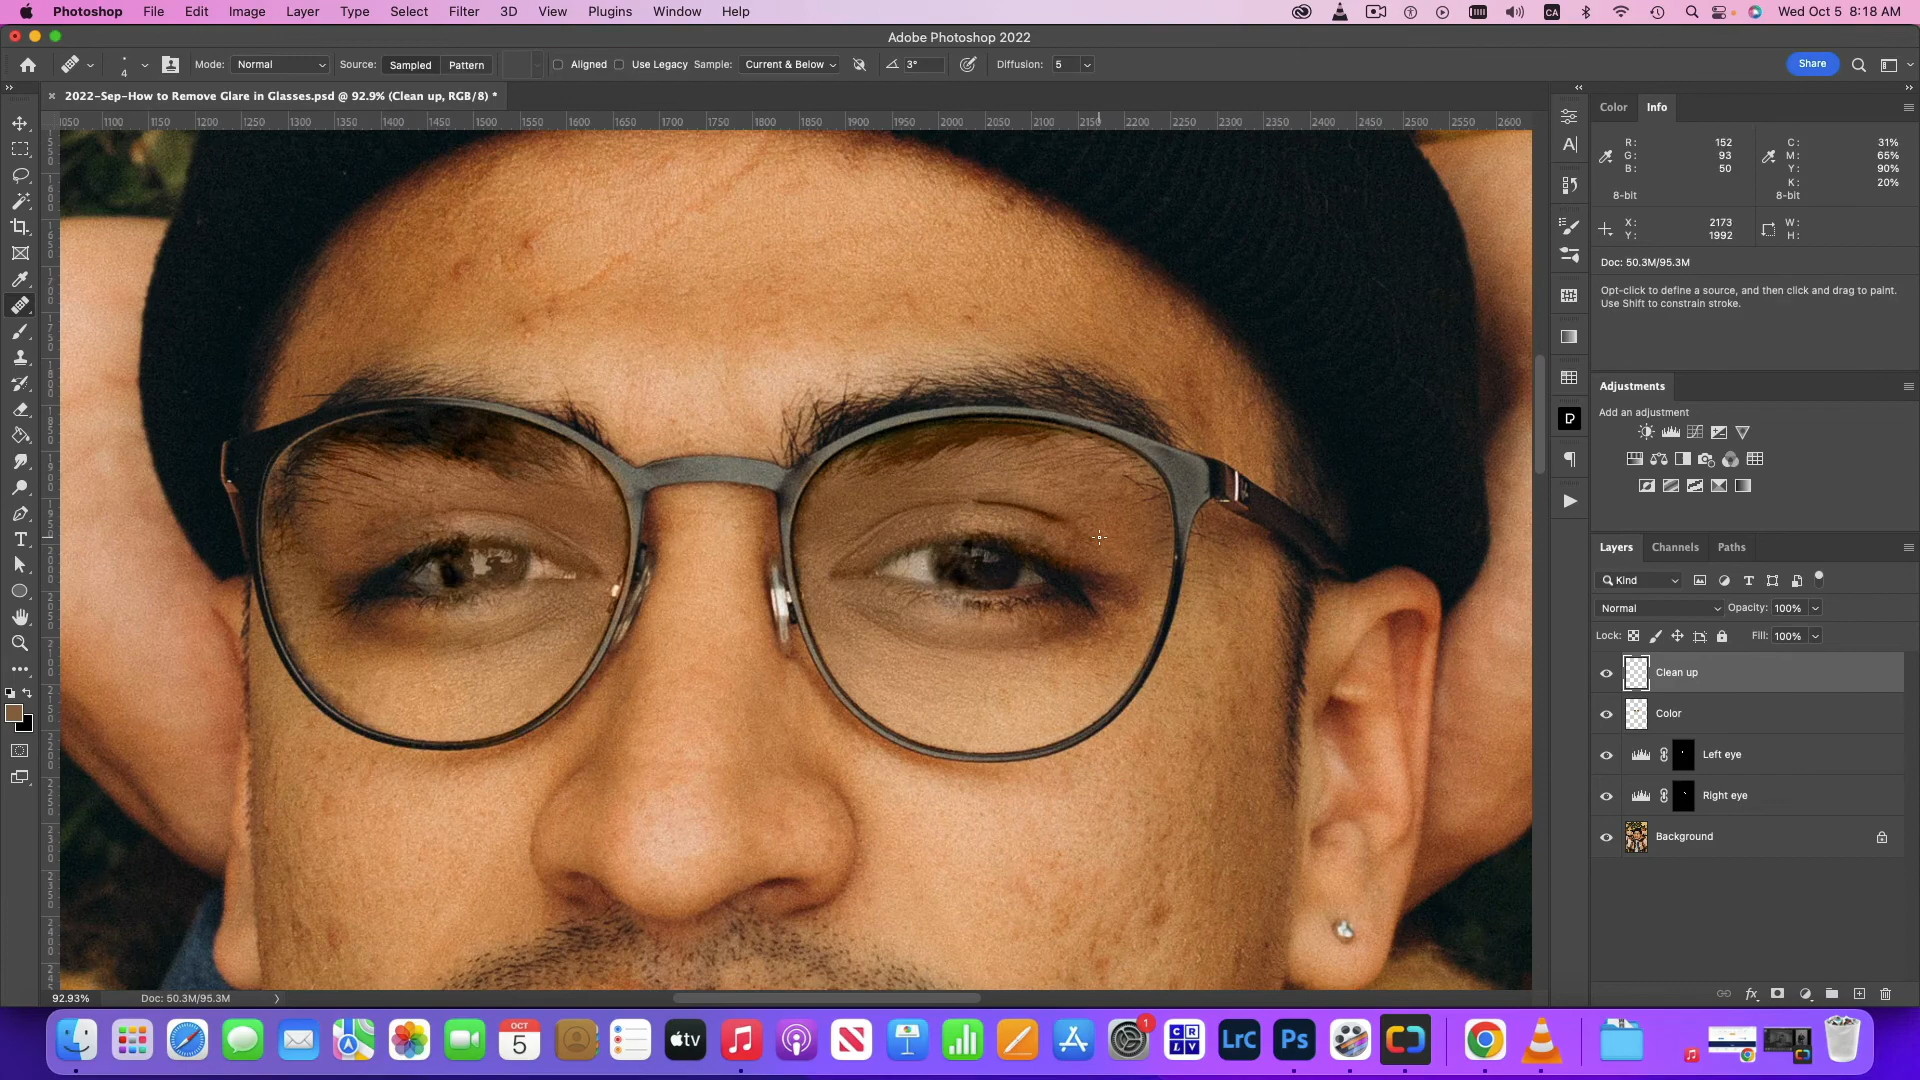 Photoshop File Edit Image Layer Type Select Filter 3D View Plugins Window Help CA Wed Oct 5 8:18 AM
Adobe Photoshop 2022
4 Mode: Normal Source: Sampled Pattern Aligned Use Legacy Sample: Current & Below 3° Diffusion: 5 Share
2022-Sep-How to Remove Glare in Glasses.psd @ 92.9% (Clean up, RGB/8) *
1050 1100 1150 1200 1250 1300 1350 1400 1450 1500 1550 1600 1650 1700 1750 1800 1850 1900 1950 2000 2050 2100 2150 2200 2250 2300 2350 2400 2450 2500 2550 2600
Color Info
R: 152 C: 31%
G: 93 M: 65%
B: 50 Y: 90%
K: 20%
8-bit 8-bit
X: 2173 W:
Y: 1992 H:
Doc: 50.3M/95.3M
Opt-click to define a source, and then click and drag to paint.
Use Shift to constrain stroke.
Adjustments
Add an adjustment
Layers Channels Paths
Kind
Normal Opacity: 100%
Lock: Fill: 100%
Clean up
Color
Left eye
Right eye
Background
92.93% Doc: 50.3M/95.3M
OCT
5
tv
1
C R
L V
LrC
Ps